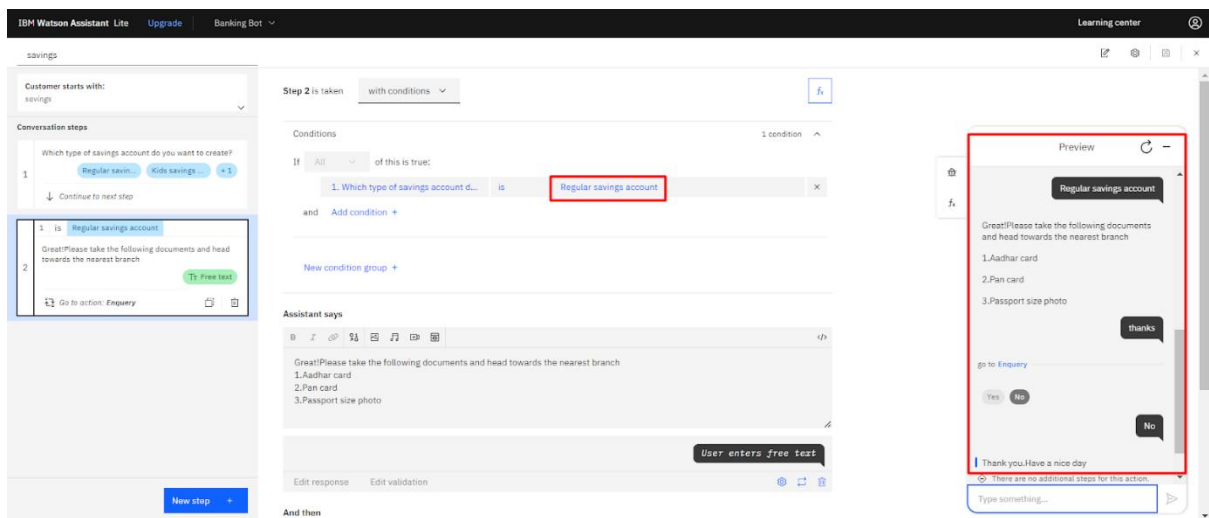 IBM Watson Assistant Lite Upgrade Banking Bot Learning center
savings
Customer starts with:
savings
Conversation steps
1
Which type of savings account do you want to create?
Regular savin... Kids savings ... +1
Continue to next step
2
1 is Regular savings account
Great!Please take the following documents and head
towards the nearest branch
Free text
Go to action: Enquery
New step +
Step 2 is taken with conditions
fx
Conditions 1 condition
If All of this is true:
1. Which type of savings account d... is Regular savings account ×
and Add condition +
New condition group +
Assistant says
B I </>
Great!Please take the following documents and head towards the nearest branch
1.Aadhar card
2.Pan card
3.Passport size photo
User enters free text
Edit response Edit validation
And then
fx
Preview
Regular savings account
Great!Please take the following documents
and head towards the nearest branch
1.Aadhar card
2.Pan card
3.Passport size photo
thanks
go to Enquery
Yes No
No
Thank you.Have a nice day
There are no additional steps for this action.
Type something...